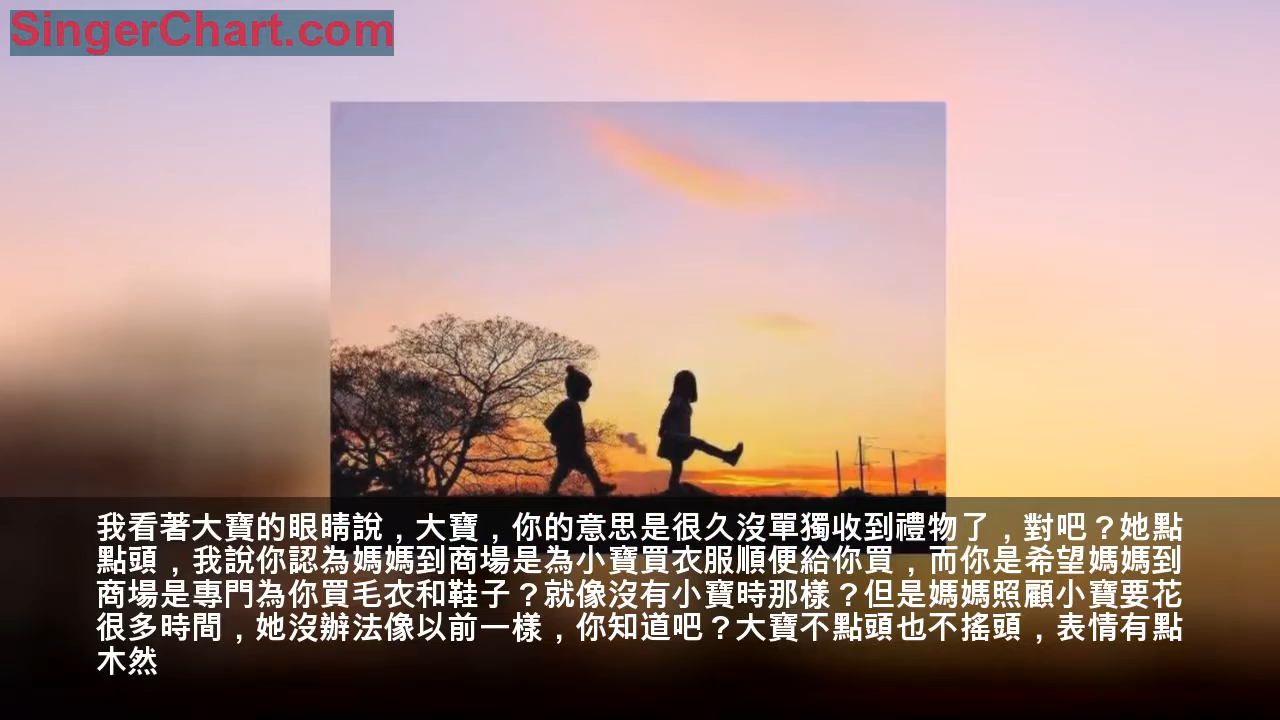 SingerChart.com
我看著大寶的眼睛說，大寶，你的意思是很久沒單獨收到禮物了，對吧？她點
點頭，我說你認為媽媽到商場是為小寶買衣服順便給你買，而你是希望媽媽到
商場是專門為你買毛衣和鞋子？就像沒有小寶時那樣？但是媽媽照顧小寶要花
很多時間，她沒辦法像以前一樣，你知道吧？大寶不點頭也不搖頭，表情有點
木然